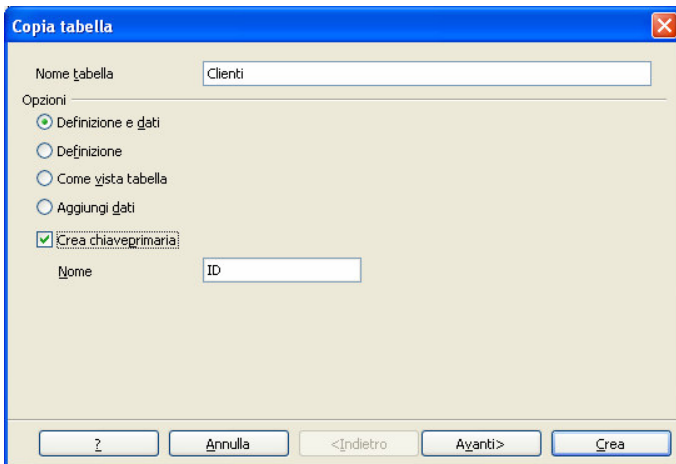 Copia tabella
Nome tabella Clienti
Opzioni
Definizione e dati
Definizione
Come vista tabella
Aggiungi dati
Crea chiaveprimaria
Nome ID
? Annulla <Indietro Avanti> Crea